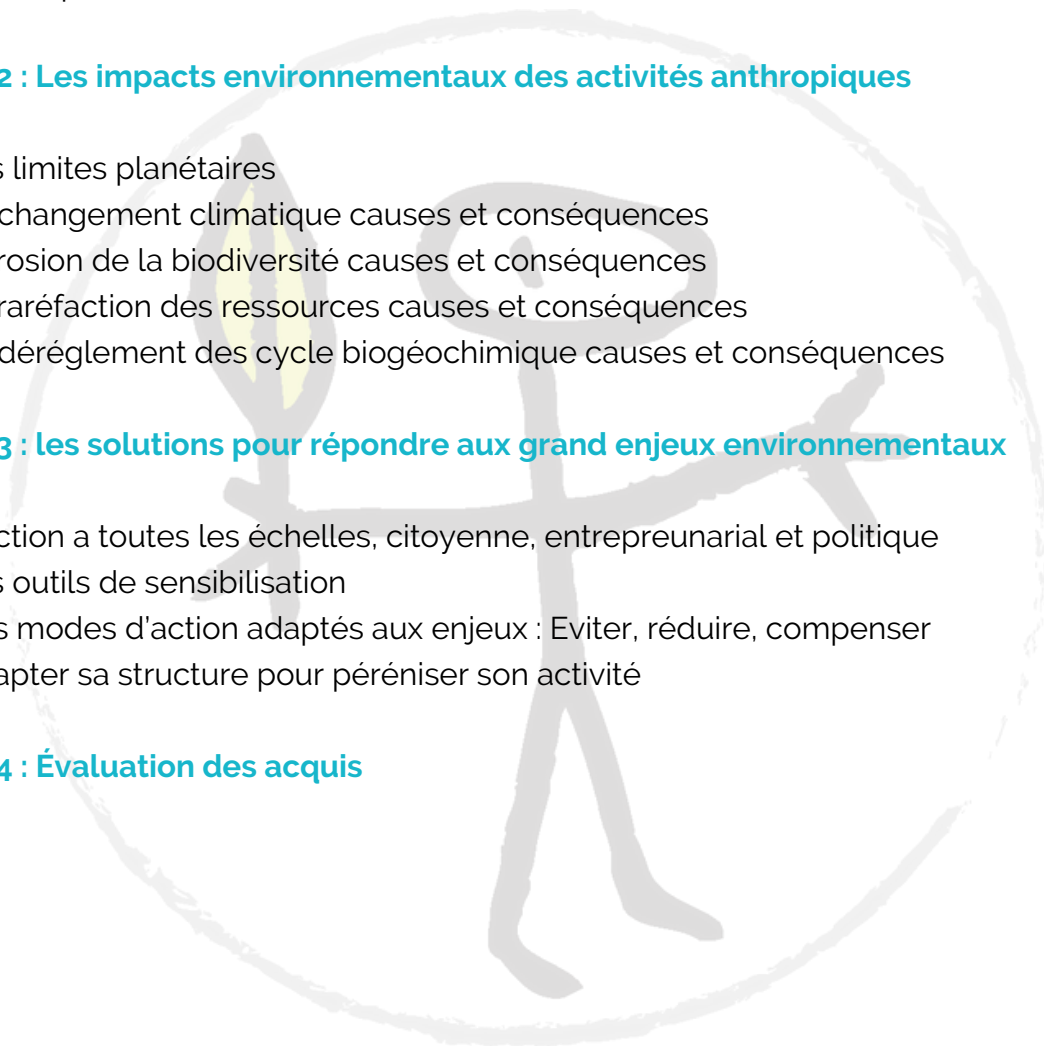 2 : Les impacts environnementaux des activités anthropiques
s limites planétaires
changement climatique causes et conséquences
rosion de la biodiversité causes et conséquences
raréfaction des ressources causes et conséquences
déréglement des cycle biogéochimique causes et conséquences
3 : les solutions pour répondre aux grand enjeux environnementaux
ction a toutes les échelles, citoyenne, entrepreunarial et politique
s outils de sensibilisation
s modes d'action adaptés aux enjeux : Eviter, réduire, compenser
apter sa structure pour péréniser son activité
4 : Évaluation des acquis